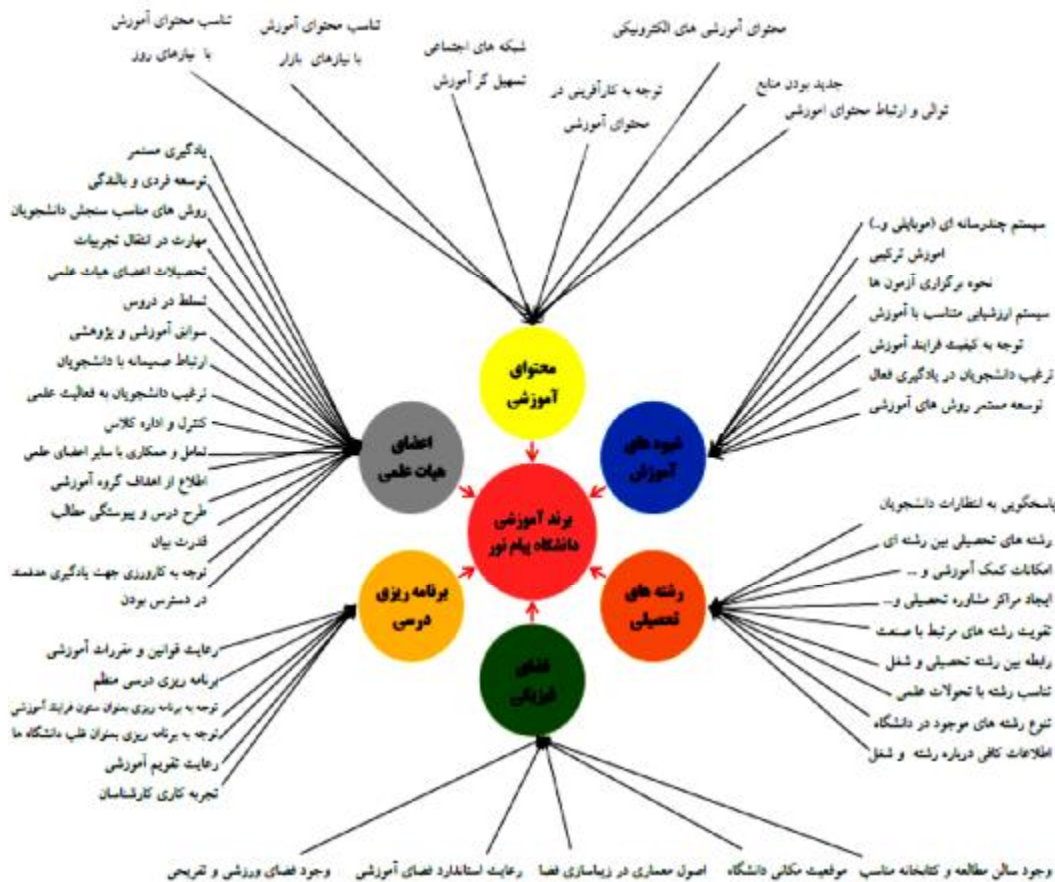 تناسب محتوای آموزش
با نیازهای روز
تناسب محتوای آموزش
با نیازهای بازار
شبکه های اجتماعی
تسهیل گر آموزش
توجه به کارآفرینی در
محتوای آموزشی
محتوای آموزشی های الکترونیکی
جدید بودن منابع
توالی و ارتباط محتوای اموزشی
یادگیری مستمر
توسعه فردی و بالندگی
روش های مناسب سنجش دانشجویان
مهارت در انتقال تجربیات
تحصیلات اعضای هیات علمی
تسلط در دروس
سوابق آموزشی و پژوهشی
ارتباط صمیمانه با دانشجویان
ترغیب دانشجویان به فعالیت علمی
کنترل و اداره کلاس
تعامل و همکاری با سایر اعضای علمی
اطلاع از اهداف گروه آموزشی
طرح درس و پیوستگی مطالب
قدرت بیان
توجه به کارورزی جهت یادگیری هدفمند
در دسترس بودن
سیستم چندرسانه ای (موبایلی و..)
اموزش ترکیبی
نحوه برگزاری آزمون ها
سیستم ارزشیابی متناسب با آموزش
توجه به کیفیت فرایند آموزش
ترغیب دانشجویان در یادگیری فعال
توسعه مستمر روش های آموزشی
محتوای
آموزشی
اعضای
هیات علمی
شیوه های
آموزش
برند آموزشی
دانشگاه پیام نور
برنامه ریزی
درسی
رشته های
تحصیلی
فضای
فیزیکی
پاسخگویی به انتظارات دانشجویان
رشته های تحصیلی بین رشته ای
امکانات کمک آموزشی و ...
ایجاد مراکز مشاوره تحصیلی و...
تقویت رشته های مرتبط با صنعت
رابطه بین رشته تحصیلی و شغل
تناسب رشته با تحولات علمی
تنوع رشته های موجود در دانشگاه
اطلاعات کافی درباره رشته و شغل
رعایت قوانین و مقررات آموزشی
برنامه ریزی درسی منظم
توجه به برنامه ریزی بعنوان ستون فرایند آموزشی
توجه به برنامه ریزی بعنوان قلب دانشگاه ها
رعایت تقویم آموزشی
تجربه کاری کارشناسان
وجود سالن مطالعه و کتابخانه مناسب
موقعیت مکانی دانشگاه
اصول معماری در زیباسازی فضا
رعایت استاندارد فضای آموزشی
وجود فضای ورزشی و تفریحی